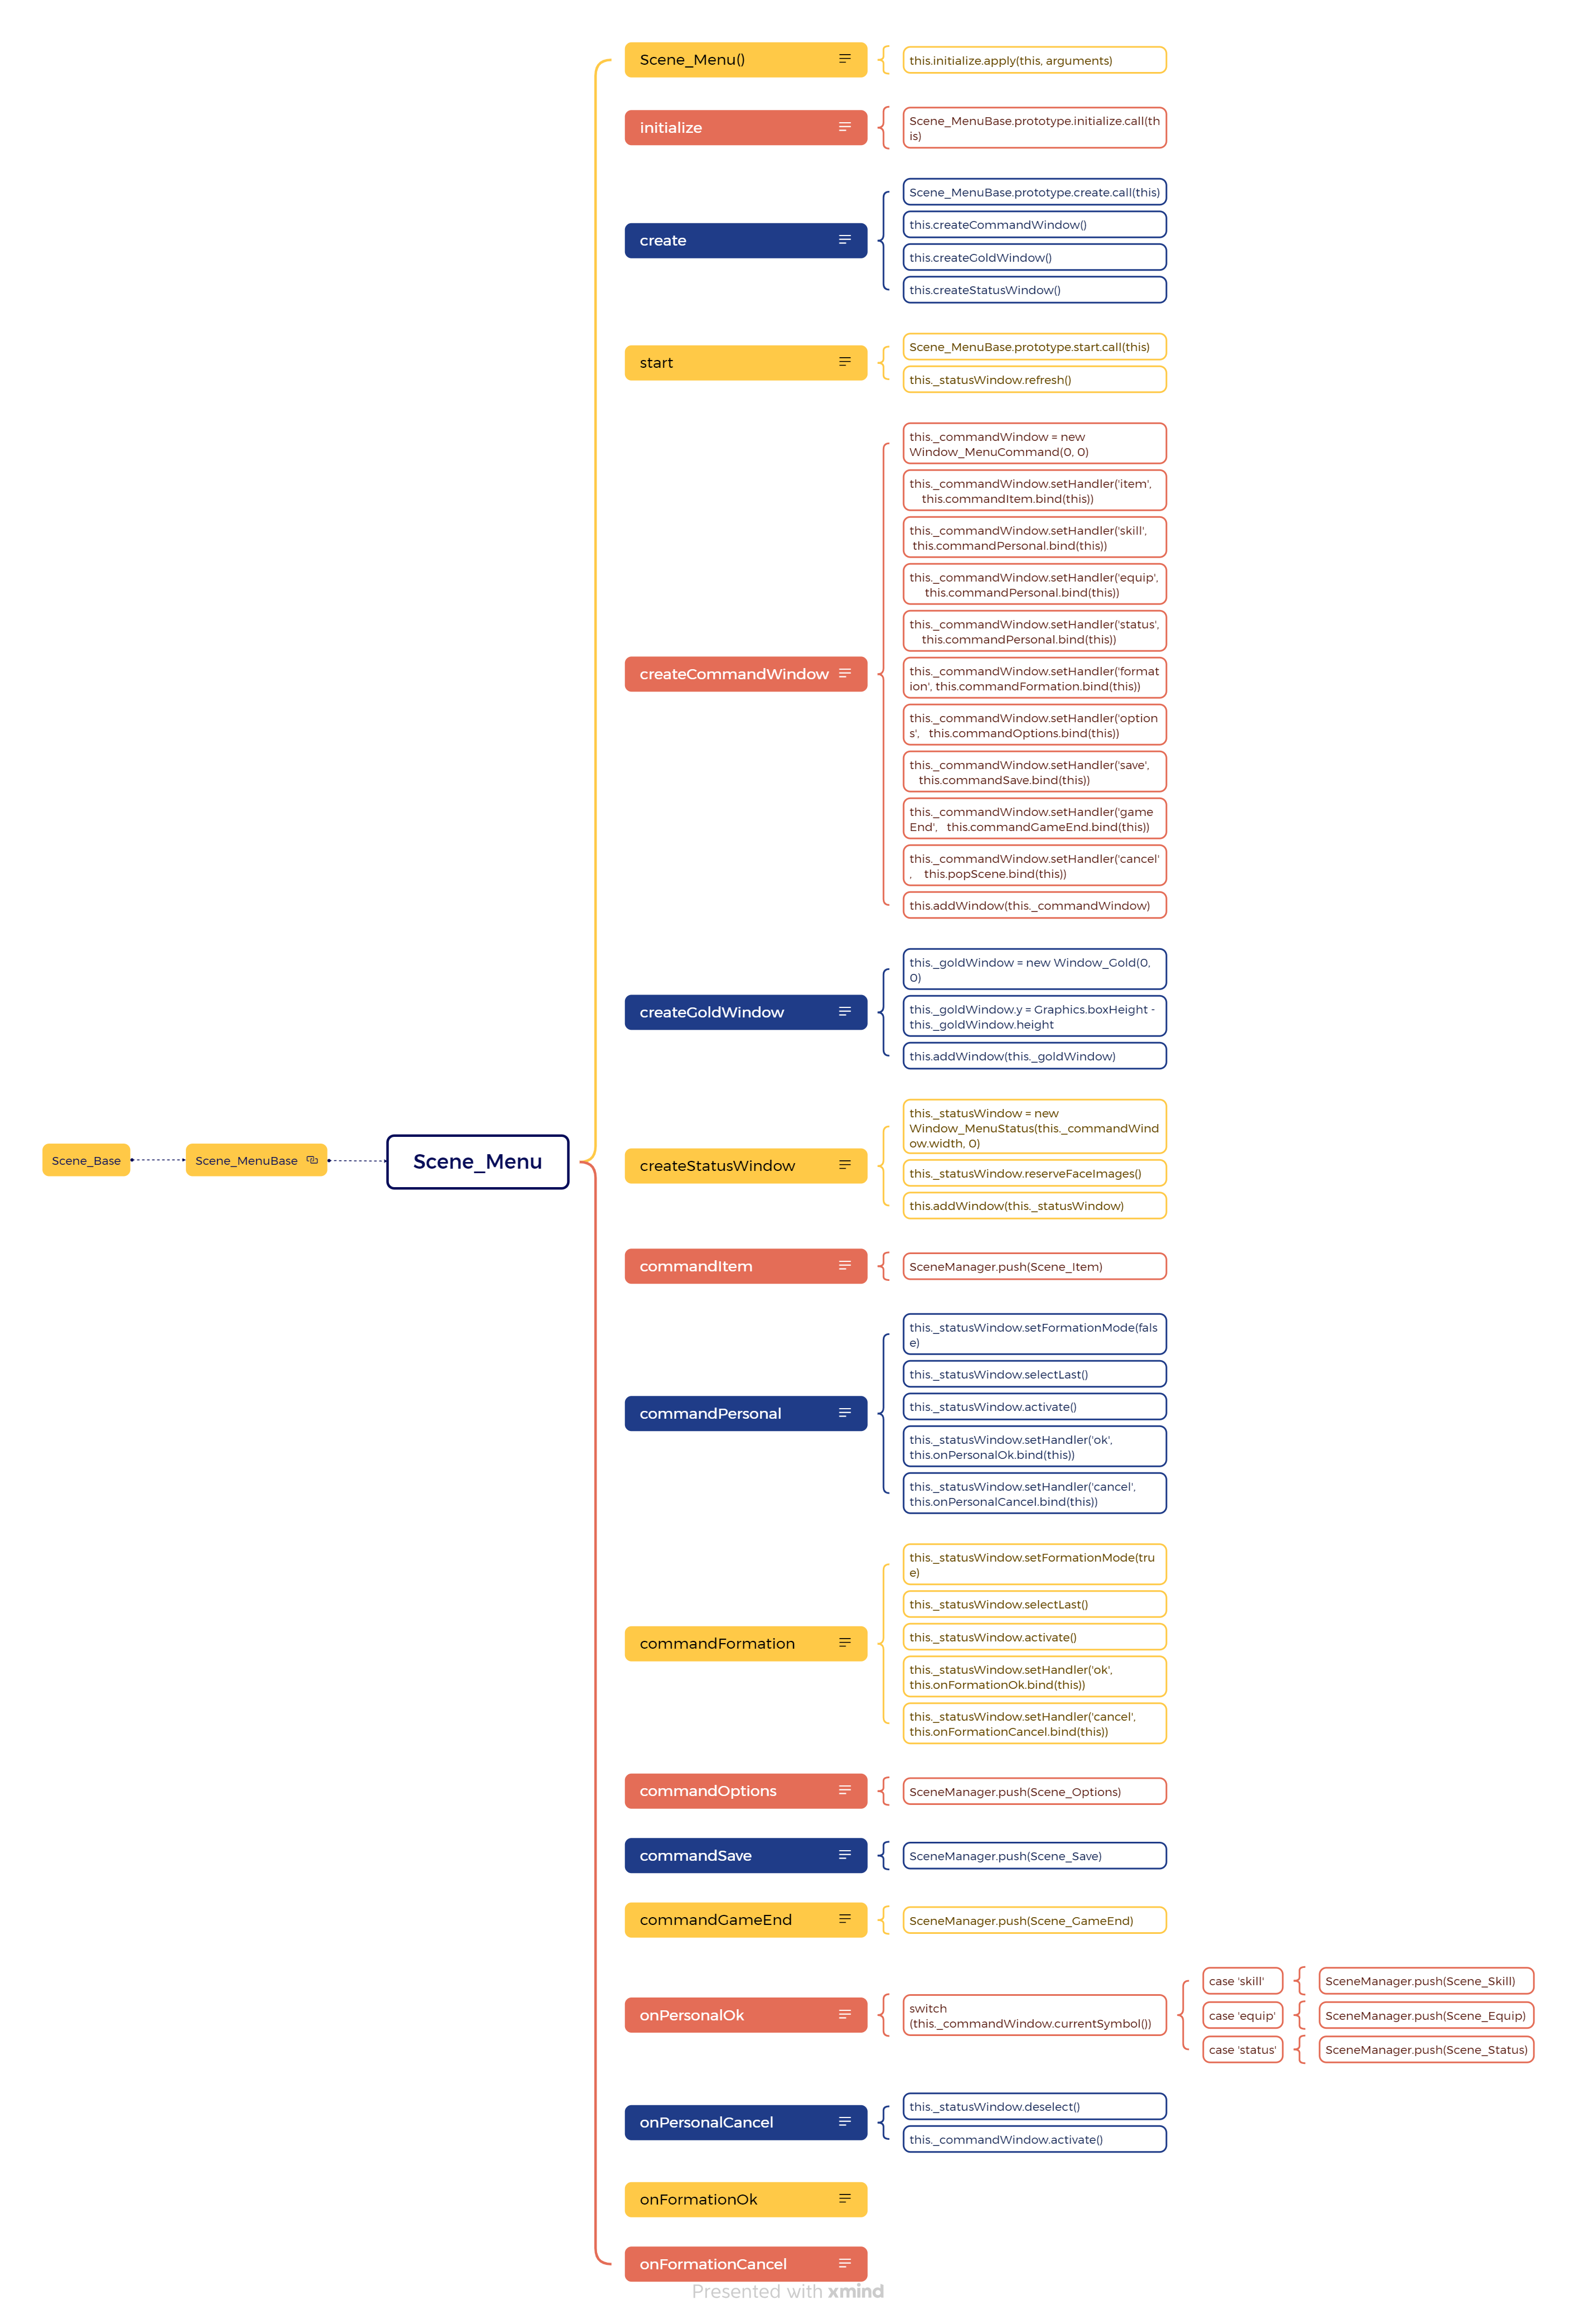 Scene_Menu()
this.initialize.apply(this, arguments)
initialize
Scene_MenuBase.prototype.initialize.call(th
is)
create
Scene_MenuBase.prototype.create.call(this)
this.createCommandWindow()
this.createGoldWindow()
this.createStatusWindow()
start
Scene_MenuBase.prototype.start.call(this)
this._statusWindow.refresh()
createCommandWindow
this._commandWindow = new
Window_MenuCommand(0, 0)
this._commandWindow.setHandler('item',
this.commandItem.bind(this))
this._commandWindow.setHandler('skill',
this.commandPersonal.bind(this))
this._commandWindow.setHandler('equip',
this.commandPersonal.bind(this))
this._commandWindow.setHandler('status',
this.commandPersonal.bind(this))
this._commandWindow.setHandler('format
ion', this.commandFormation.bind(this))
this._commandWindow.setHandler('option
s',   this.commandOptions.bind(this))
this._commandWindow.setHandler('save',
this.commandSave.bind(this))
this._commandWindow.setHandler('game
End',   this.commandGameEnd.bind(this))
this._commandWindow.setHandler('cancel'
,    this.popScene.bind(this))
this.addWindow(this._commandWindow)
createGoldWindow
this._goldWindow = new Window_Gold(0,
0)
this._goldWindow.y = Graphics.boxHeight -
this._goldWindow.height
this.addWindow(this._goldWindow)
Scene_Base
Scene_MenuBase
Scene_Menu
createStatusWindow
this._statusWindow = new
Window_MenuStatus(this._commandWind
ow.width, 0)
this._statusWindow.reserveFaceImages()
this.addWindow(this._statusWindow)
commandItem
SceneManager.push(Scene_Item)
commandPersonal
this._statusWindow.setFormationMode(fals
e)
this._statusWindow.selectLast()
this._statusWindow.activate()
this._statusWindow.setHandler('ok',
this.onPersonalOk.bind(this))
this._statusWindow.setHandler('cancel',
this.onPersonalCancel.bind(this))
commandFormation
this._statusWindow.setFormationMode(tru
e)
this._statusWindow.selectLast()
this._statusWindow.activate()
this._statusWindow.setHandler('ok',
this.onFormationOk.bind(this))
this._statusWindow.setHandler('cancel',
this.onFormationCancel.bind(this))
commandOptions
SceneManager.push(Scene_Options)
commandSave
SceneManager.push(Scene_Save)
commandGameEnd
SceneManager.push(Scene_GameEnd)
onPersonalOk
switch
(this._commandWindow.currentSymbol())
case 'skill'
SceneManager.push(Scene_Skill)
case 'equip'
SceneManager.push(Scene_Equip)
case 'status'
SceneManager.push(Scene_Status)
onPersonalCancel
this._statusWindow.deselect()
this._commandWindow.activate()
onFormationOk
onFormationCancel
Presented with xmind